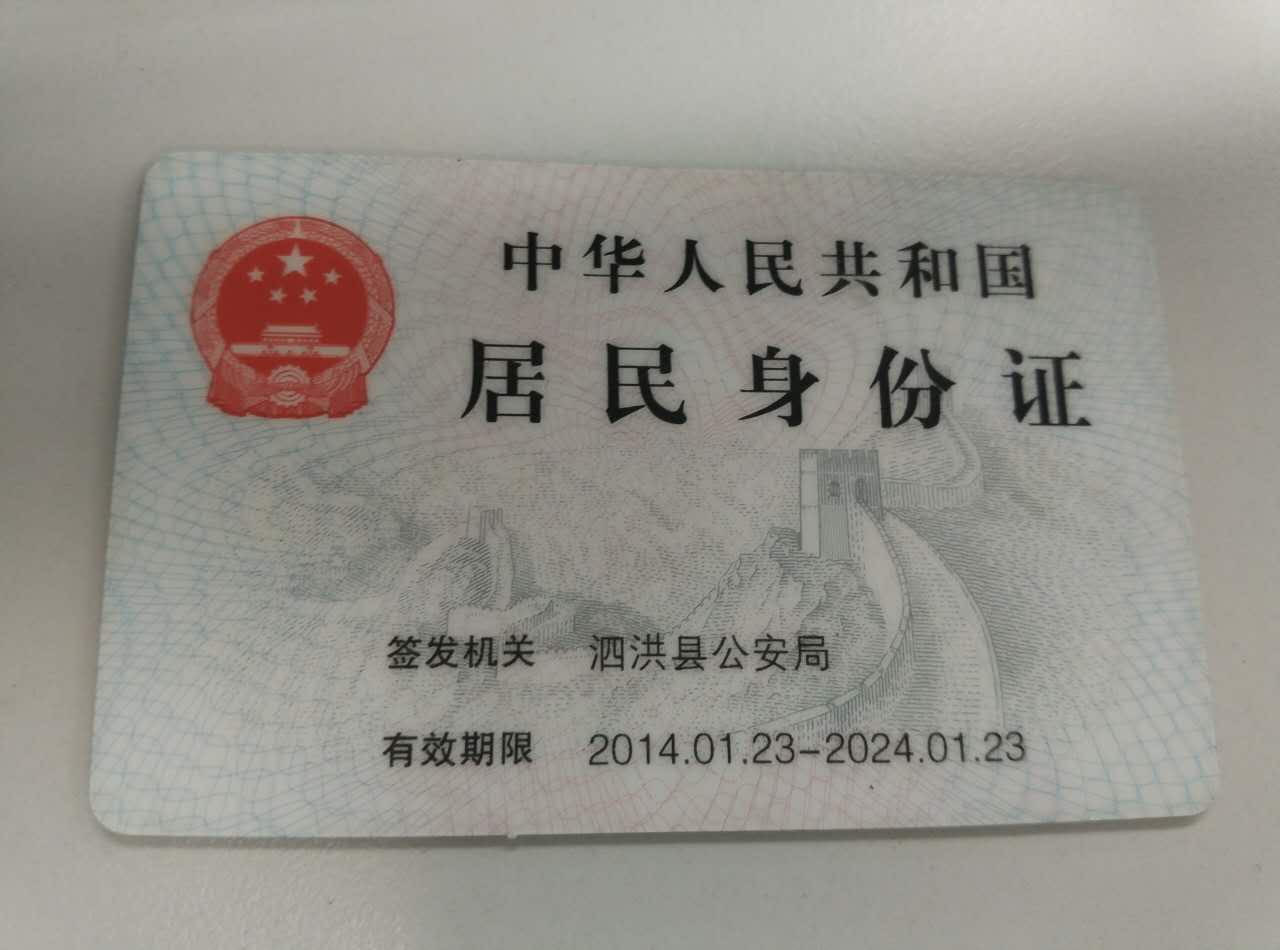 中华人民共和国
居民身份证
签发机关 泗洪县公安局
有效期限 2014.01.23-2024.01.23